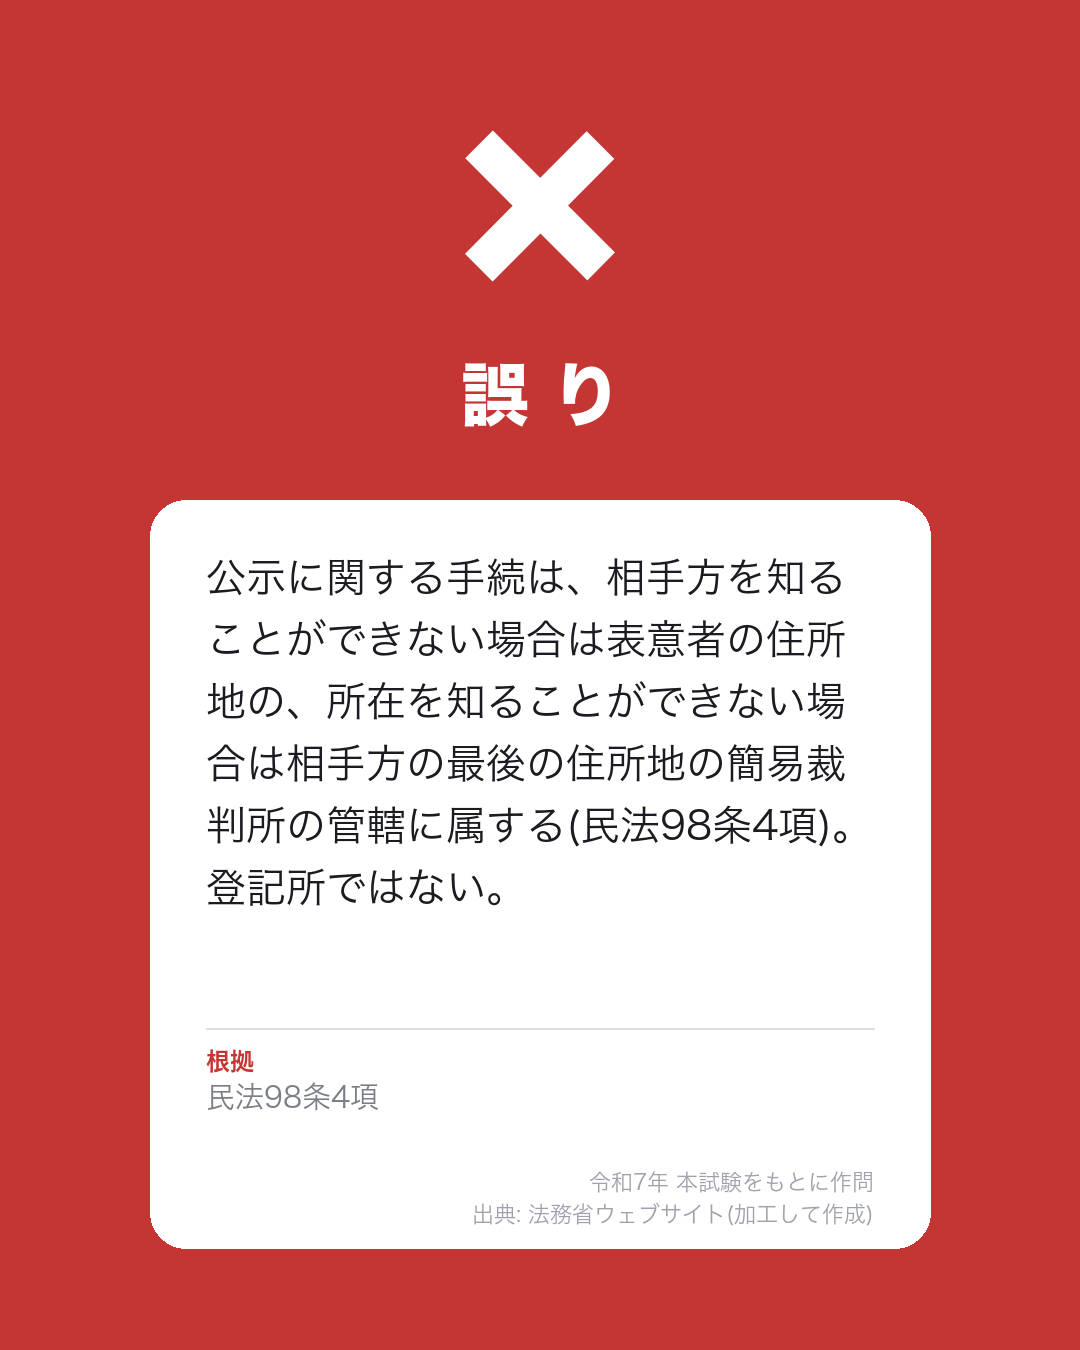 誤り
公示に関する手続は、相手方を知る
ことができない場合は表意者の住所
地の、所在を知ることができない場
合は相手方の最後の住所地の簡易裁
判所の管轄に属する(民法98条4項)。
登記所ではない。
根拠
民法98条4項
令和7年 本試験をもとに作問
出典: 法務省ウェブサイト(加工して作成)